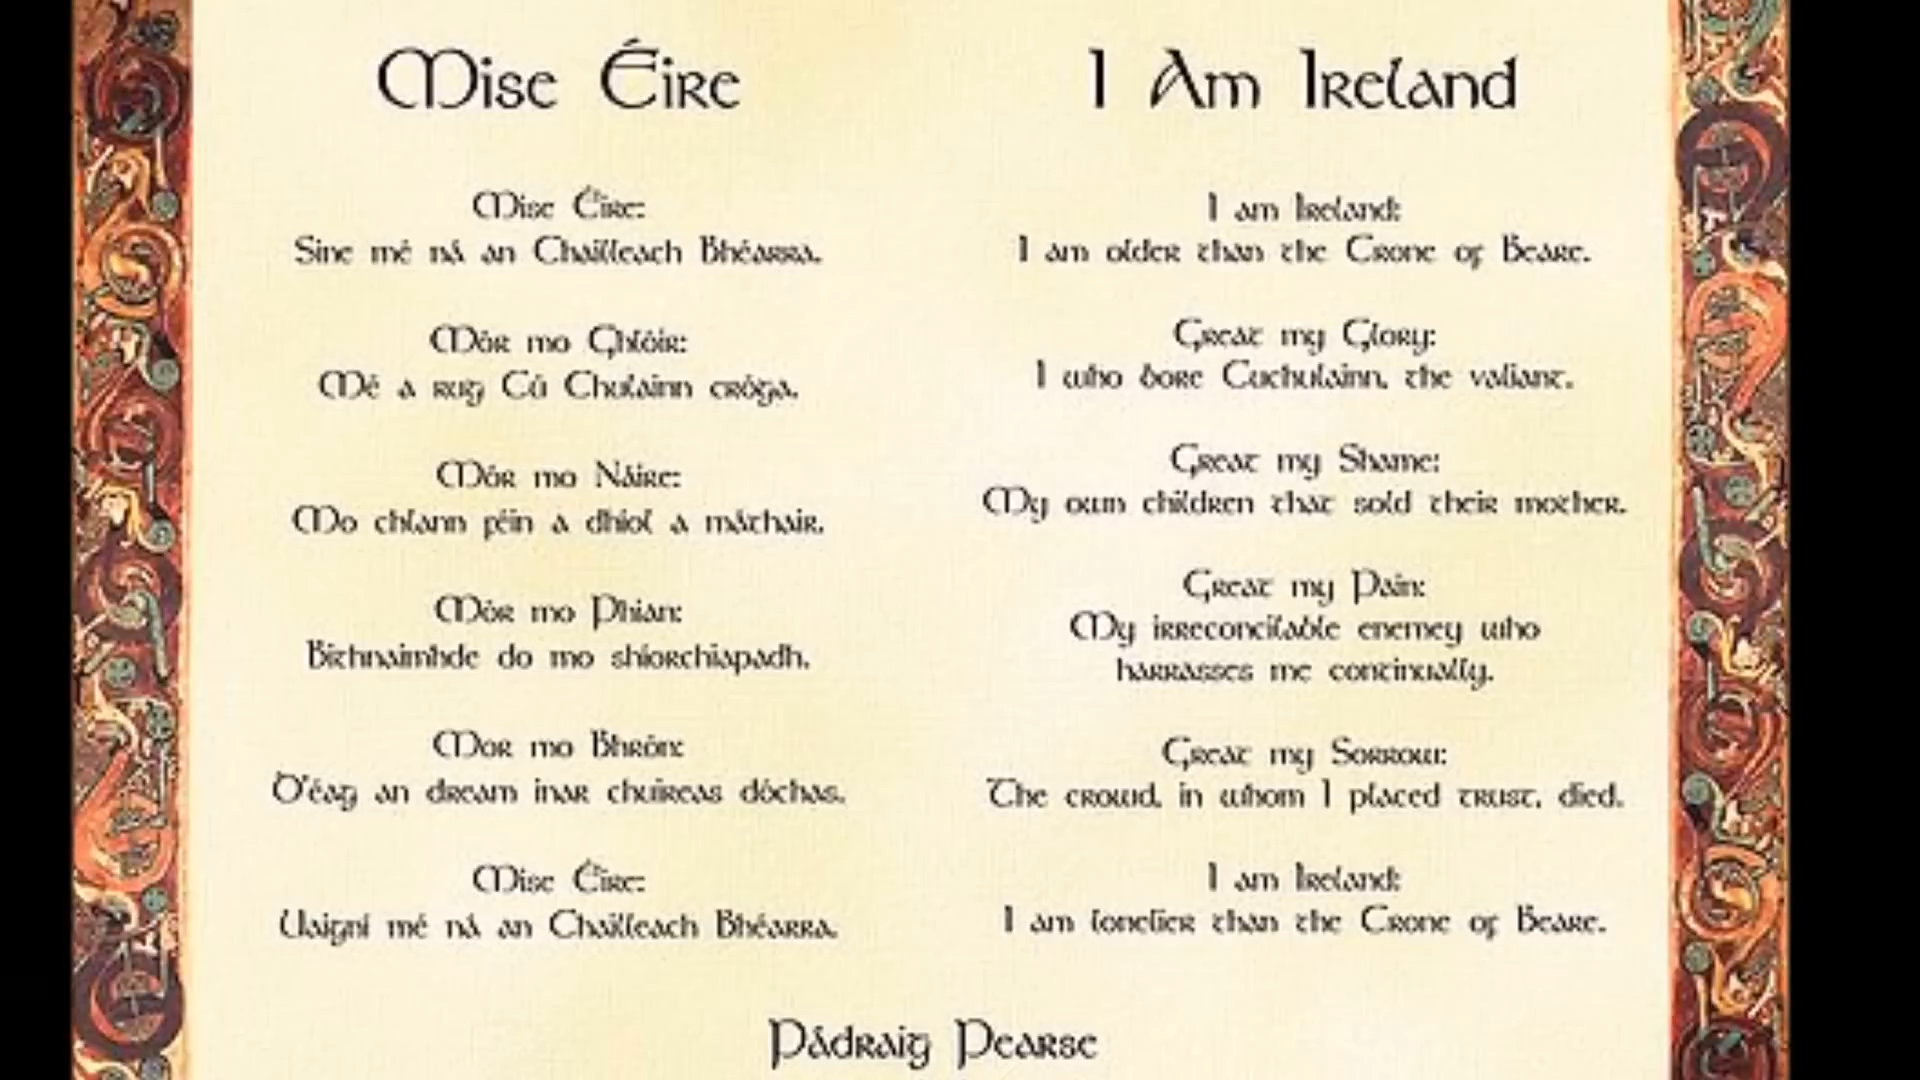 Mise Éire
Mise Éire:
Sine mé ná an Chailleach Bhéarra.
Mór mo Ghlóir:
Mé a rug Cú Chulainn cróga.
Mór mo Náire:
Mo chlann féin a dhíol a máthair.
Mór mo Phian:
Bithnaimhde do mo shíorchiapadh.
Mor mo Bhrón:
D'éag an dream inar chuireas dóchas.
Mise Éire:
Uaigní mé ná an Chailleach Bhéarra.
I Am Ireland
I am Ireland:
I am older than the Crone of Beare.
Great my Glory:
I who bore Cuchulainn, the valiant.
Great my Shame:
My own children that sold their mother.
Great my Pain:
My irreconcilable enemey who
harrasses me continually.
Great my Sorrow:
The crowd, in whom I placed trust, died.
I am Ireland:
I am lonelier than the Crone of Beare.
Pádraig Pearse